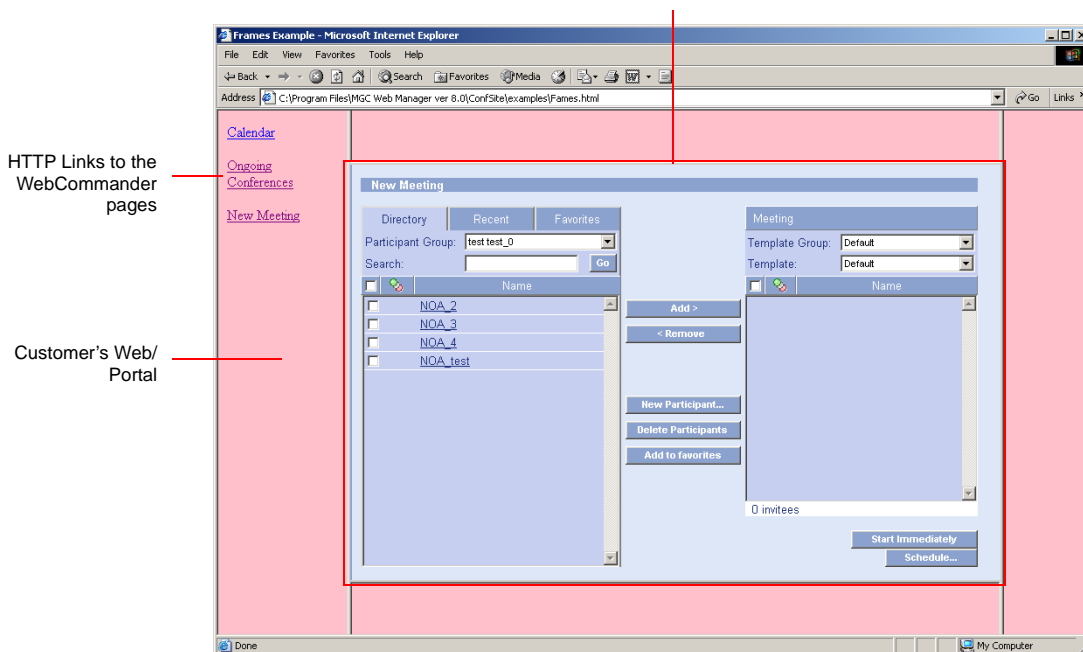 Frames Example - Microsoft Internet Explorer
File Edit View Favorites Tools Help
Back Search Favorites Media
Address C:\Program Files\MGC Web Manager ver 8.0\ConfSite\examples\Fames.html Go Links
HTTP Links to the
WebCommander
pages
Calendar
Ongoing
Conferences
New Meeting
Customer's Web/
Portal
New Meeting
Directory Recent Favorites
Participant Group: test test_0
Search: Go
Name
NOA_2
NOA_3
NOA_4
NOA_test
Add >
< Remove
New Participant...
Delete Participants
Add to favorites
Meeting
Template Group: Default
Template: Default
Name
0 invitees
Start Immediately
Schedule...
Done My Computer